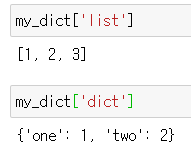 my_dict['list']
[1, 2, 3]
my_dict['dict']
{'one': 1, 'two': 2}